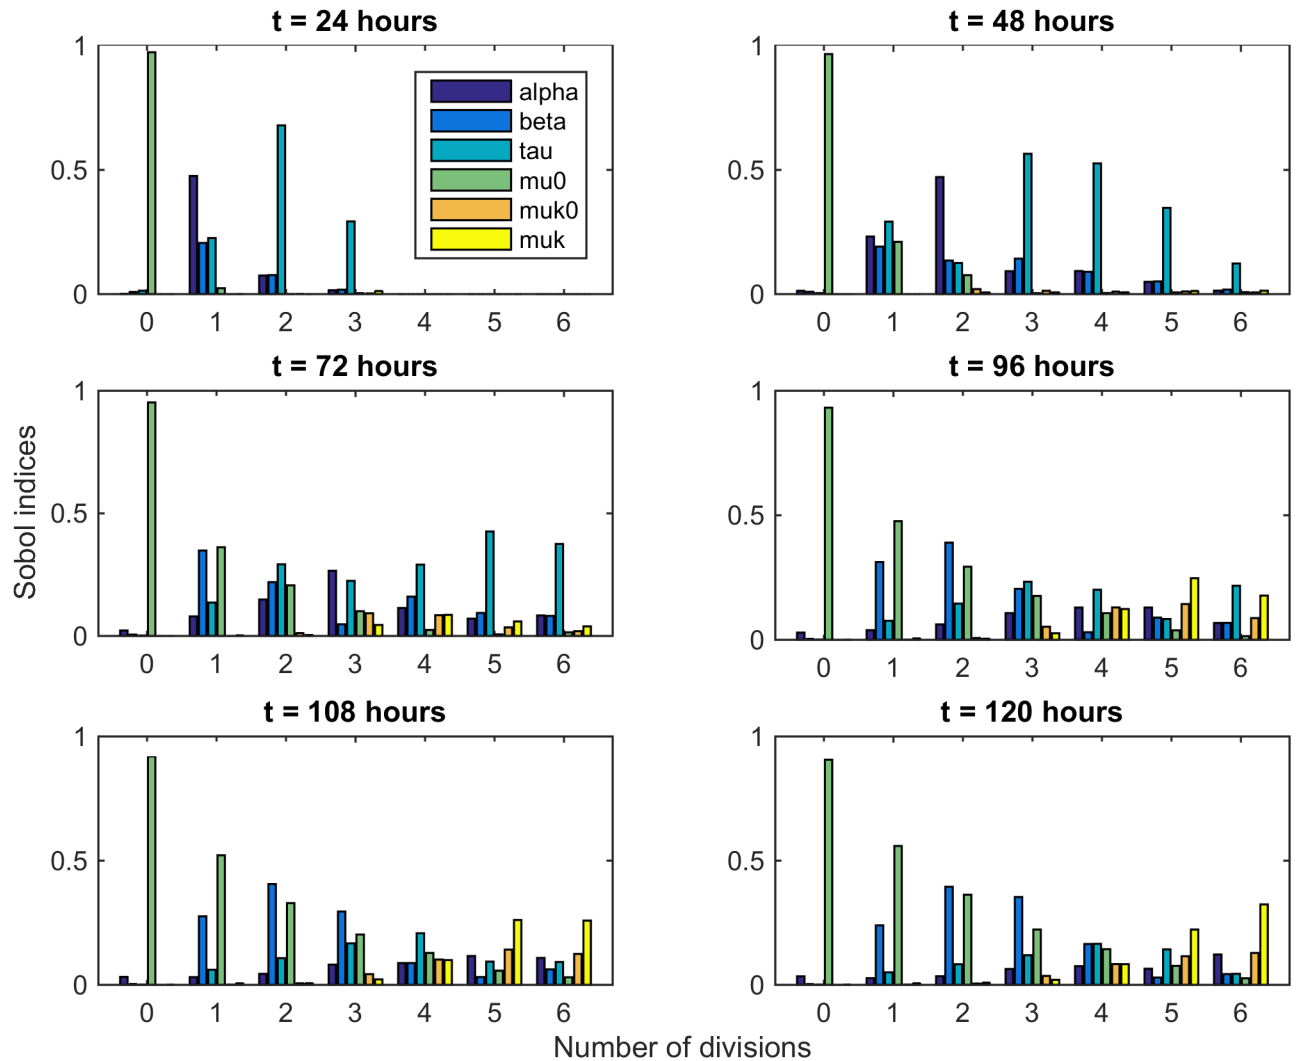 t = 24 hours
1
0.5
0
0 1 2 3 4 5 6
alpha
beta
tau
mu0
muk0
muk
t = 48 hours
1
0.5
0
0 1 2 3 4 5 6
t = 72 hours
1
0.5
0
0 1 2 3 4 5 6
t = 96 hours
1
0.5
0
0 1 2 3 4 5 6
Sobol indices
t = 108 hours
1
0.5
0
0 1 2 3 4 5 6
t = 120 hours
1
0.5
0
0 1 2 3 4 5 6
Number of divisions